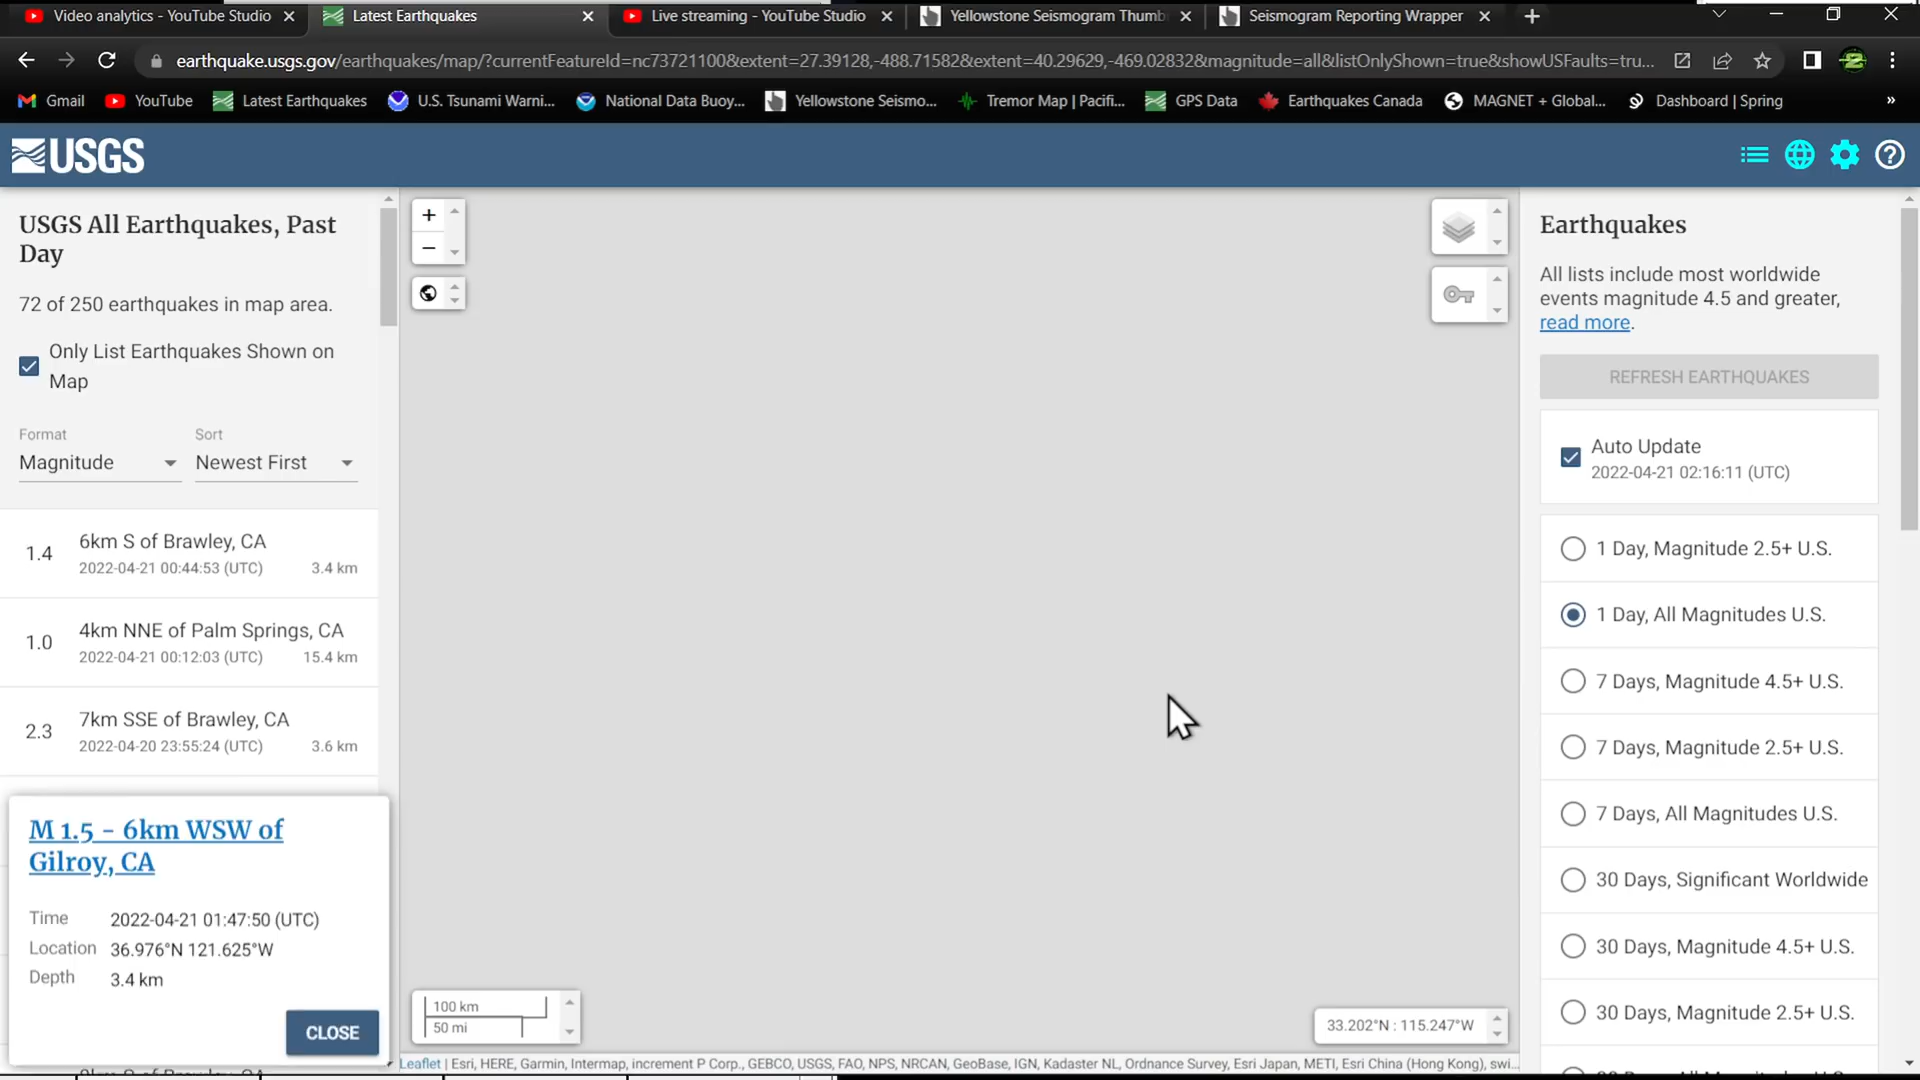 Video analytics - YouTube Studio
Latest Earthquakes
Live streaming - YouTube Studio
Yellowstone Seismogram Thumb
Seismogram Reporting Wrapper
earthquake.usgs.gov/earthquakes/map/?currentFeatureId=nc73721100&extent=27.39128,-488.71582&extent=40.29629,-469.02832&magnitude=all&listOnlyShown=true&showUSFaults=tru...
Gmail
YouTube
Latest Earthquakes
U.S. Tsunami Warni...
National Data Buoy...
Yellowstone Seismo...
Tremor Map | Pacifi...
GPS Data
Earthquakes Canada
MAGNET + Global...
Dashboard | Spring
»
USGS
USGS All Earthquakes, Past
Day
72 of 250 earthquakes in map area.
Only List Earthquakes Shown on
Map
Format
Magnitude
Sort
Newest First
1.4
6km S of Brawley, CA
2022-04-21 00:44:53 (UTC)
3.4 km
1.0
4km NNE of Palm Springs, CA
2022-04-21 00:12:03 (UTC)
15.4 km
2.3
7km SSE of Brawley, CA
2022-04-20 23:55:24 (UTC)
3.6 km
M 1.5 - 6km WSW of
Gilroy, CA
Time
2022-04-21 01:47:50 (UTC)
Location
36.976°N 121.625°W
Depth
3.4 km
CLOSE
+
−
100 km
50 mi
33.202°N : 115.247°W
Leaflet | Esri, HERE, Garmin, Intermap, increment P Corp., GEBCO, USGS, FAO, NPS, NRCAN, GeoBase, IGN, Kadaster NL, Ordnance Survey, Esri Japan, METI, Esri China (Hong Kong), swi...
Earthquakes
All lists include most worldwide
events magnitude 4.5 and greater,
read more.
REFRESH EARTHQUAKES
Auto Update
2022-04-21 02:16:11 (UTC)
1 Day, Magnitude 2.5+ U.S.
1 Day, All Magnitudes U.S.
7 Days, Magnitude 4.5+ U.S.
7 Days, Magnitude 2.5+ U.S.
7 Days, All Magnitudes U.S.
30 Days, Significant Worldwide
30 Days, Magnitude 4.5+ U.S.
30 Days, Magnitude 2.5+ U.S.